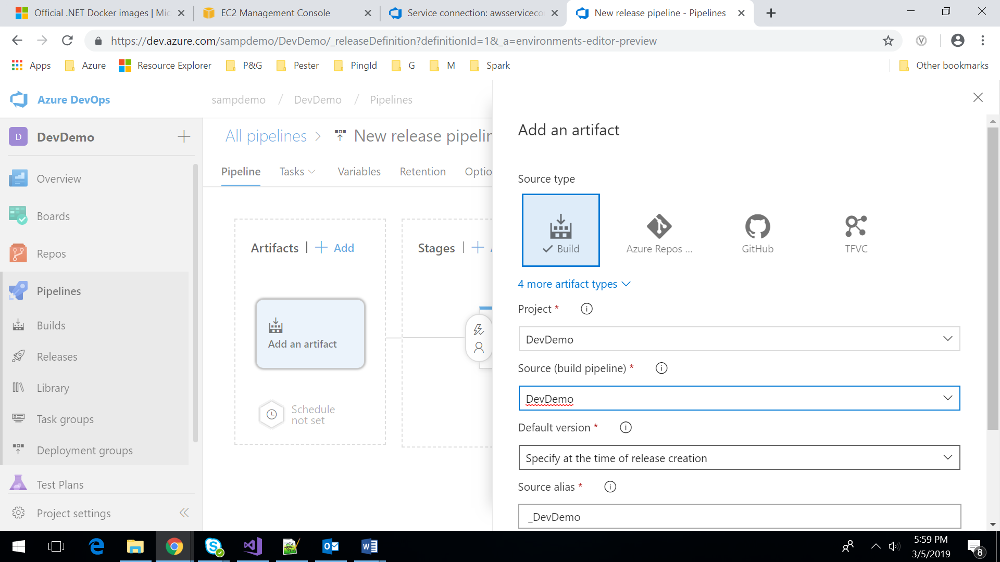 Official .NET Docker images | Mic
EC2 Management Console
Service connection: awsserviceco
New release pipeline - Pipelines
https://dev.azure.com/sampdemo/DevDemo/_releaseDefinition?definitionId=1&_a=environments-editor-preview
Apps
Azure
Resource Explorer
P&G
Pester
PingId
G
M
Spark
Other bookmarks
Azure DevOps
sampdemo / DevDemo / Pipelines
D DevDemo
Overview
Boards
Repos
Pipelines
Builds
Releases
Library
Task groups
Deployment groups
Test Plans
Project settings
All pipelines > New release pipelin
Pipeline
Tasks
Variables
Retention
Optio
Artifacts | + Add
Stages | + A
Add an artifact
Schedule
not set
Add an artifact
Source type
Build
Azure Repos ...
GitHub
TFVC
4 more artifact types
Project *
DevDemo
Source (build pipeline) *
DevDemo
Default version *
Specify at the time of release creation
Source alias *
_DevDemo
5:59 PM
3/5/2019
8